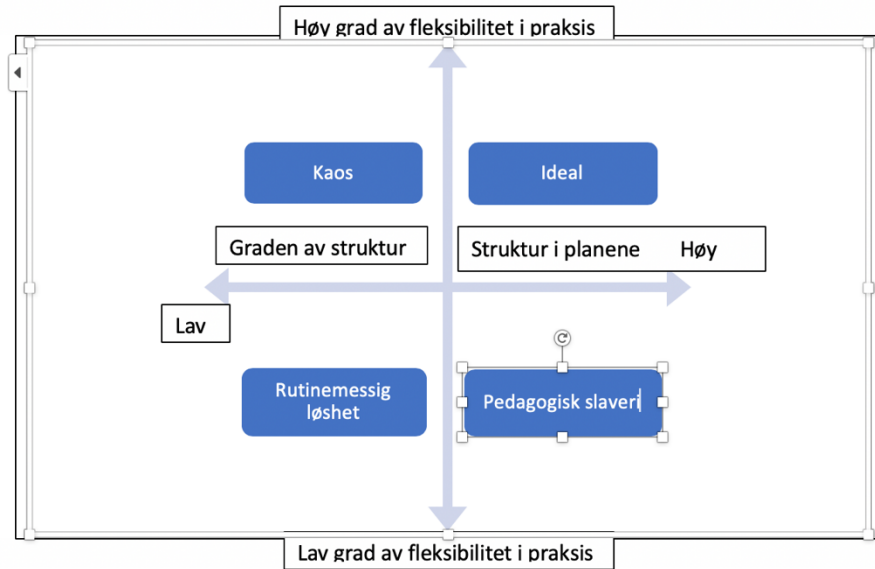 Høy grad av fleksibilitet i praksis
Kaos
Ideal
Graden av struktur
Struktur i planene Høy
Lav
Rutinemessig
løshet
Pedagogisk slaveri
Lav grad av fleksibilitet i praksis